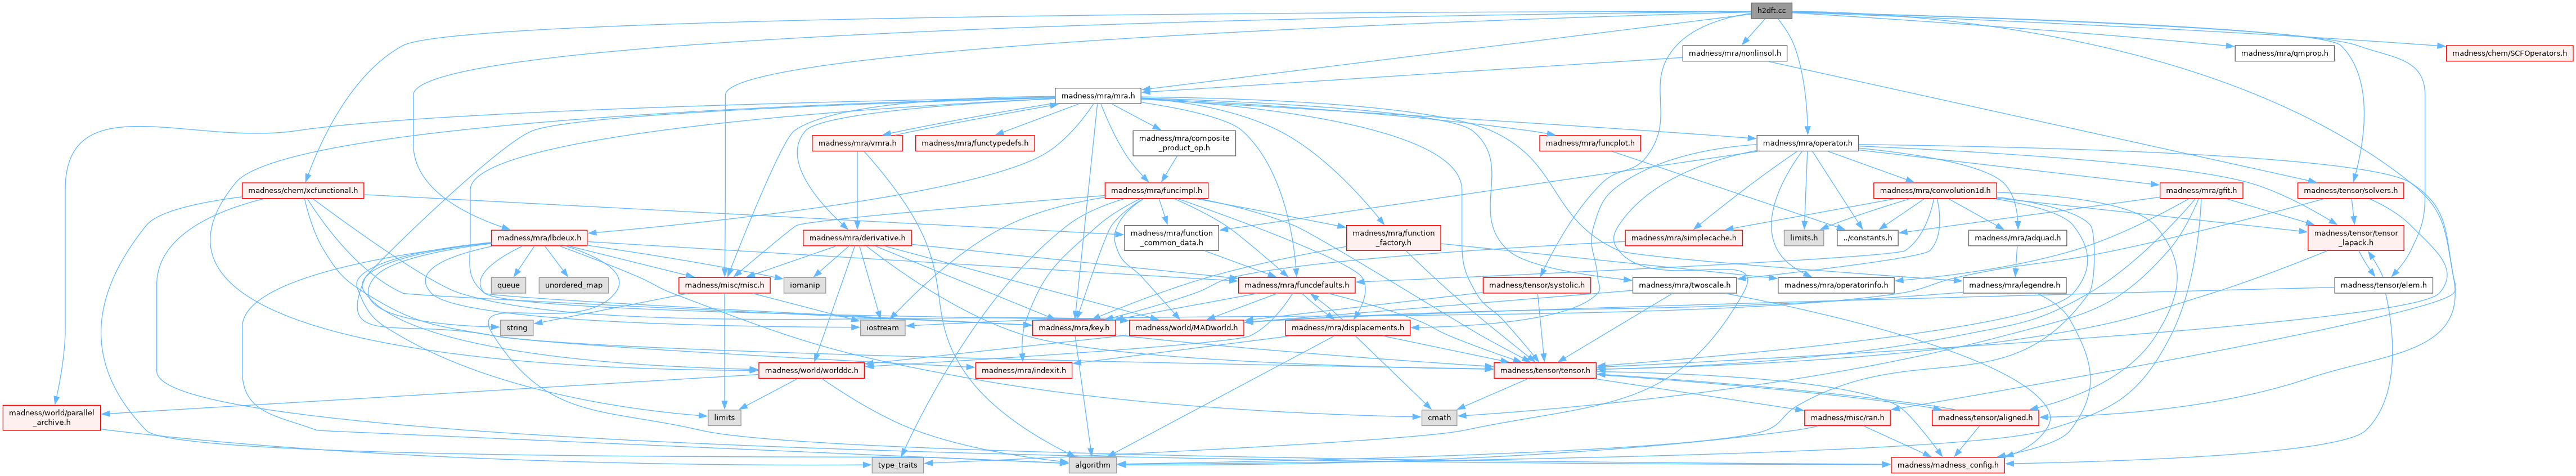 h2dft.cc
madness/mra/nonlinsol.h
madness/mra/qmprop.h
madness/chem/SCFOperators.h
madness/mra/mra.h
madness/mra/vmra.h
madness/mra/functypedefs.h
madness/mra/composite
_product_op.h
madness/mra/funcplot.h
madness/mra/operator.h
madness/chem/xcfunctional.h
madness/mra/funcimpl.h
madness/mra/convolution1d.h
madness/mra/gfit.h
madness/tensor/solvers.h
madness/mra/lbdeux.h
madness/mra/derivative.h
madness/mra/function
_common_data.h
madness/mra/function
_factory.h
madness/mra/simplecache.h
limits.h
../constants.h
madness/mra/adquad.h
madness/tensor/tensor
_lapack.h
queue
unordered_map
madness/misc/misc.h
iomanip
madness/mra/funcdefaults.h
madness/tensor/systolic.h
madness/mra/twoscale.h
madness/mra/operatorinfo.h
madness/mra/legendre.h
madness/tensor/elem.h
string
iostream
madness/mra/key.h
madness/world/MADworld.h
madness/mra/displacements.h
madness/world/worlddc.h
madness/mra/indexit.h
madness/tensor/tensor.h
madness/world/parallel
_archive.h
limits
cmath
madness/misc/ran.h
madness/tensor/aligned.h
type_traits
algorithm
madness/madness_config.h